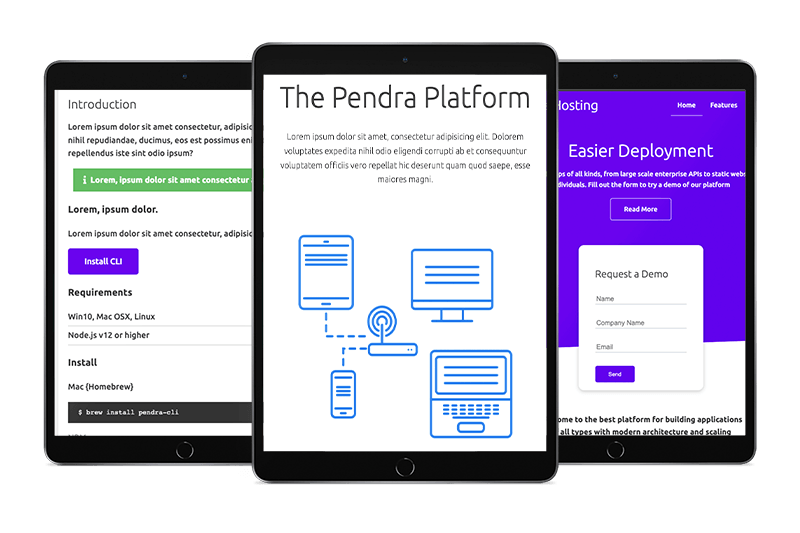 Introduction
Lorem ipsum dolor sit amet consectetur, adipisic
nihil repudiandae, ducimus, eos est possimus eni
repellendus iste sint odio ipsum?
i Lorem, ipsum dolor sit amet consectetur
Lorem, ipsum dolor.
Lorem ipsum dolor sit amet consectetur, adipisic
Install CLI
Requirements
Win10, Mac OSX, Linux
Node.js v12 or higher
Install
Mac {Homebrew}
$ brew install pendra-cli
The Pendra Platform
Lorem ipsum dolor sit amet, consectetur adipisicing elit. Dolorem
voluptates expedita nihil odio eligendi corrupti ab et consequuntur
voluptatem officiis vero repellat hic deserunt quam quod saepe, esse
maiores magni.
Hosting
Home
Features
Easier Deployment
ps of all kinds, from large scale enterprise APIs to static webs
dividuals. Fill out the form to try a demo of our platform
Read More
Request a Demo
Name
Company Name
Email
Send
ome to the best platform for building applications
all types with modern architecture and scaling